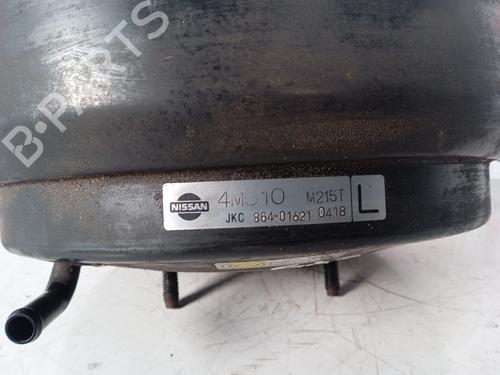 B-PARTS
NISSAN 4M510 M215T L
JKC 864-01621 0418